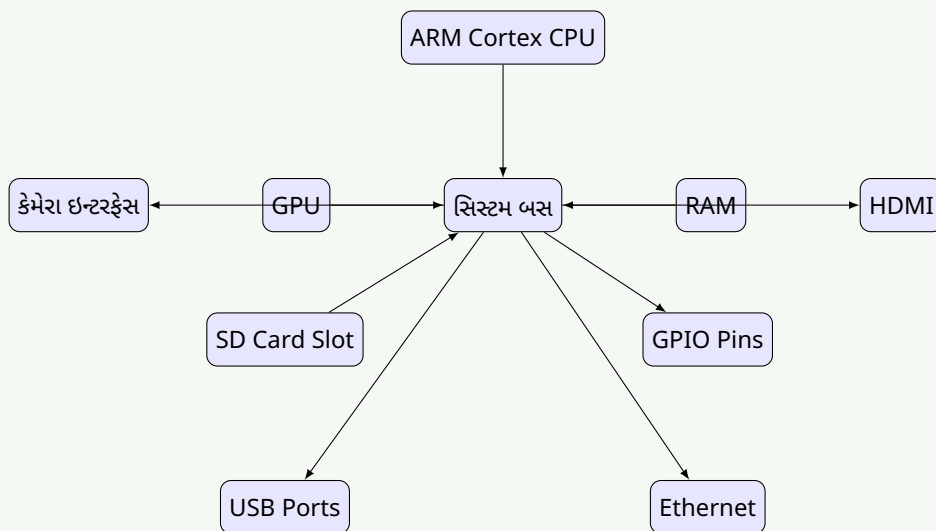 ARM Cortex CPU
કેમેરા ઇન્ટરફેસ
GPU
સિસ્ટમ બસ
RAM
HDMI
SD Card Slot
GPIO Pins
USB Ports
Ethernet